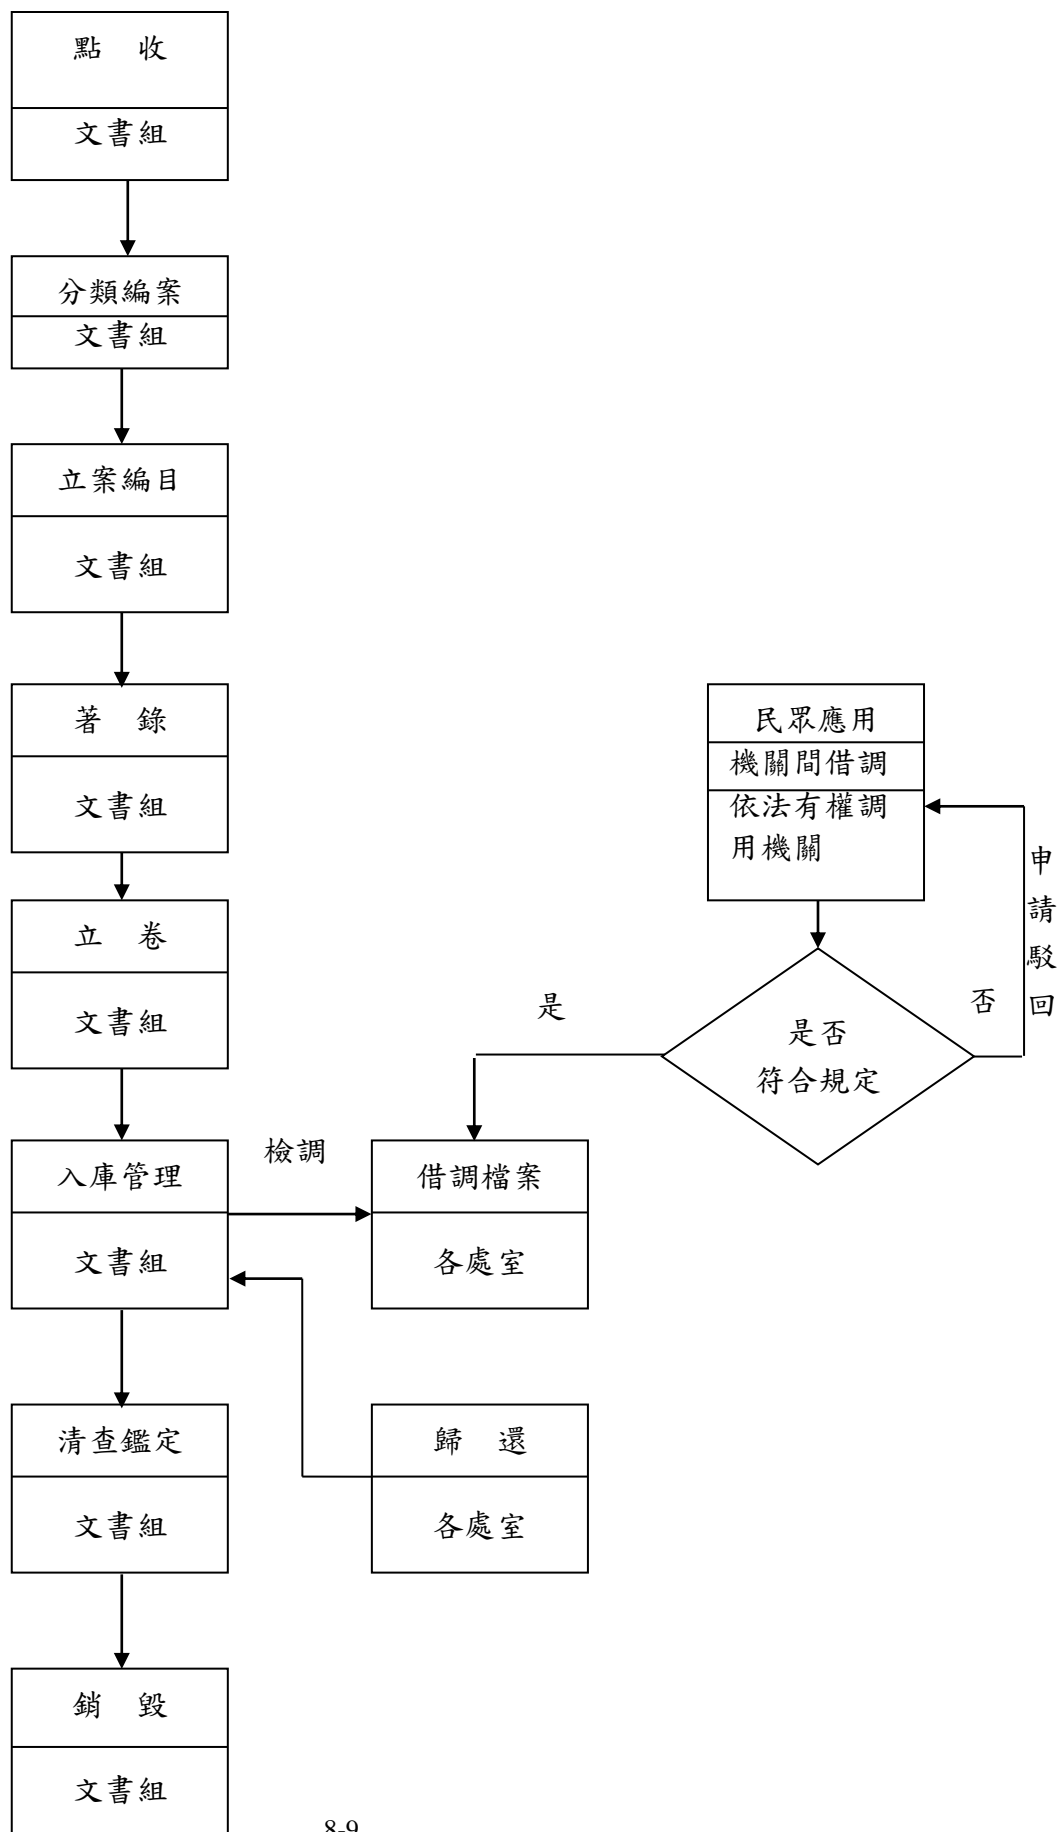 點　收
文書組
分類編案
文書組
立案編目
文書組
著　錄
文書組
立　卷
文書組
入庫管理
文書組
檢調
借調檔案
各處室
是
民眾應用
機關間借調
依法有權調
用機關
是否
符合規定
否
申請駁回
清查鑑定
文書組
歸　還
各處室
銷　毀
文書組
8-9